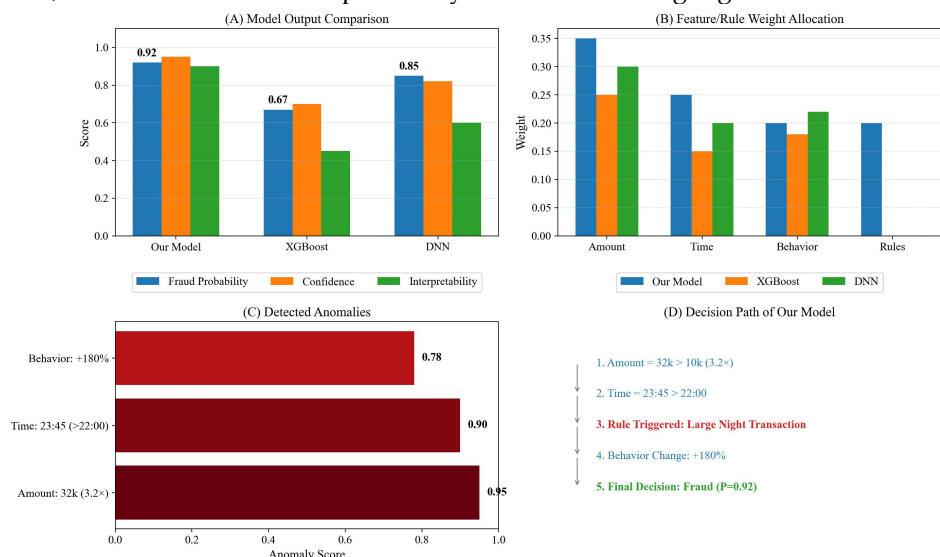 (A) Model Output Comparison
1.0
0.8
0.6
0.4
0.2
0.0
Score
0.92
0.67
0.85
Our Model XGBoost DNN
Fraud Probability Confidence Interpretability
(B) Feature/Rule Weight Allocation
0.35
0.30
0.25
0.20
0.15
0.10
0.05
0.00
Weight
Amount Time Behavior Rules
Our Model XGBoost DNN
(C) Detected Anomalies
Behavior: +180%
0.78
Time: 23:45 (>22:00)
0.90
Amount: 32k (3.2×)
0.95
0.0 0.2 0.4 0.6 0.8 1.0
Anomaly Score
(D) Decision Path of Our Model
1. Amount = 32k > 10k (3.2×)
2. Time = 23:45 > 22:00
3. Rule Triggered: Large Night Transaction
4. Behavior Change: +180%
5. Final Decision: Fraud (P=0.92)